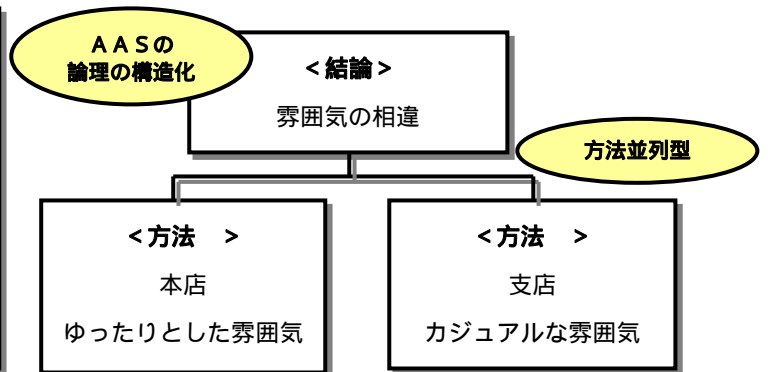 ＡＡＳの
論理の構造化
＜結論＞
雰囲気の相違
方法並列型
＜方法　＞
本店
ゆったりとした雰囲気
＜方法　＞
支店
カジュアルな雰囲気